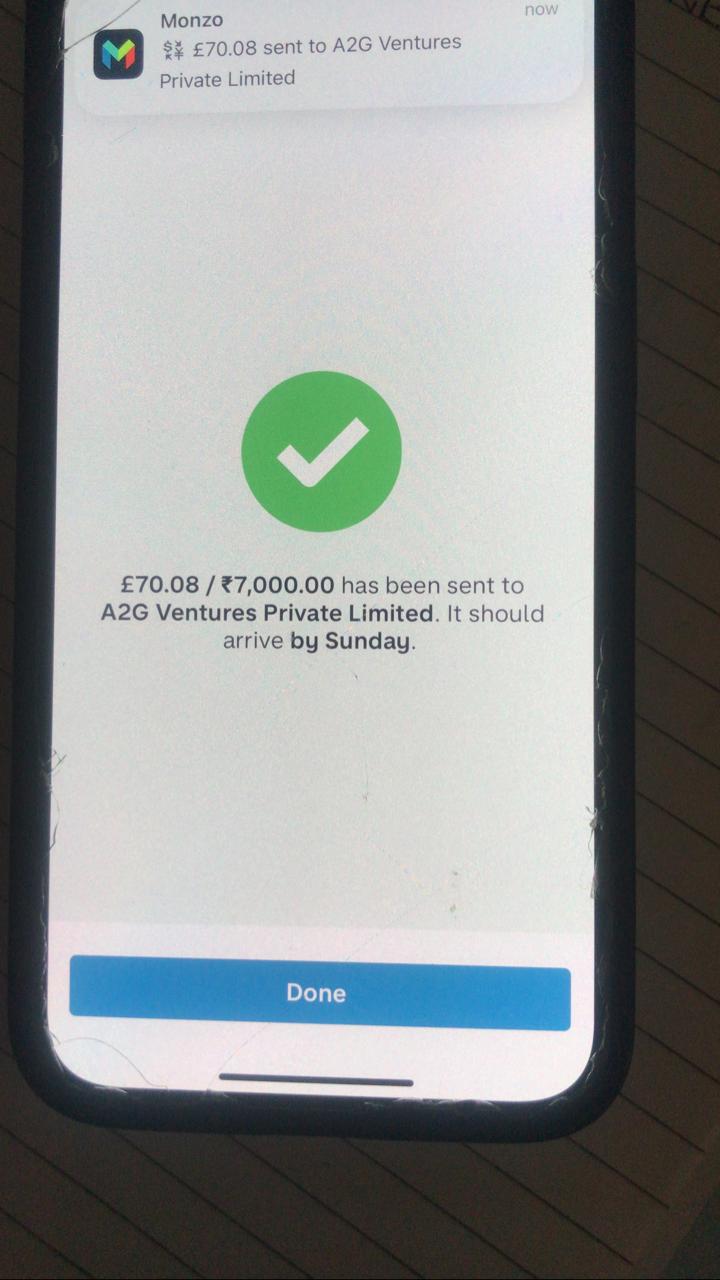 Monzo
now
£70.08 sent to A2G Ventures
Private Limited
£70.08 / ₹7,000.00 has been sent to
A2G Ventures Private Limited. It should
arrive by Sunday.
Done